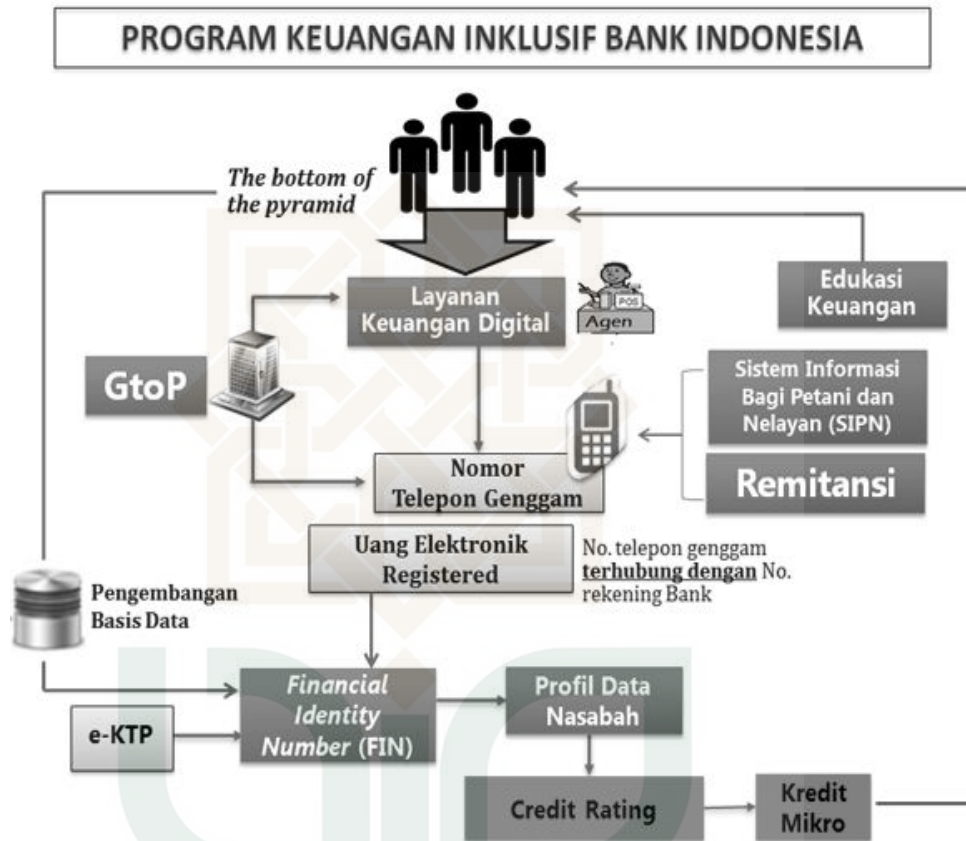 PROGRAM KEUANGAN INKLUSIF BANK INDONESIA
The bottom of
the pyramid
Layanan
Keuangan Digital
POS
Agen
Edukasi
Keuangan
GtoP
Sistem Informasi
Bagi Petani dan
Nelayan (SIPN)
Remitansi
Nomor
Telepon Genggam
Uang Elektronik
Registered
No. telepon genggam
terhubung dengan No.
rekening Bank
Pengembangan
Basis Data
Financial
Identity
Number (FIN)
Profil Data
Nasabah
e-KTP
Credit Rating
Kredit
Mikro